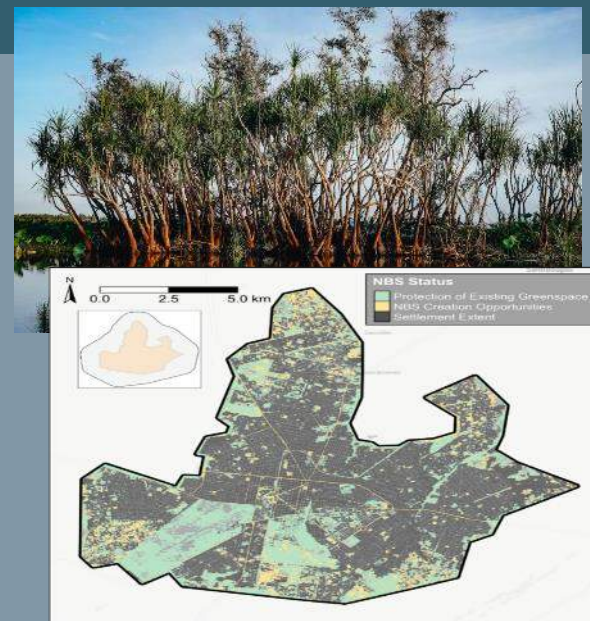 N
0.0 2.5 5.0 km
NBS Status
Protection of Existing Greenspace
NBS Creation Opportunities
Settlement Extent